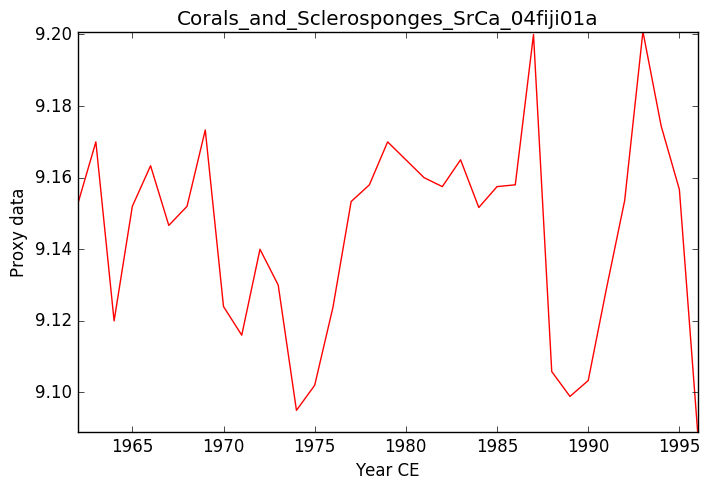 Corals_and_Sclerosponges_SrCa_04fiji01a
9.20
9.18
9.16
9.14
9.12
9.10
Proxy data
1965 1970 1975 1980 1985 1990 1995
Year CE